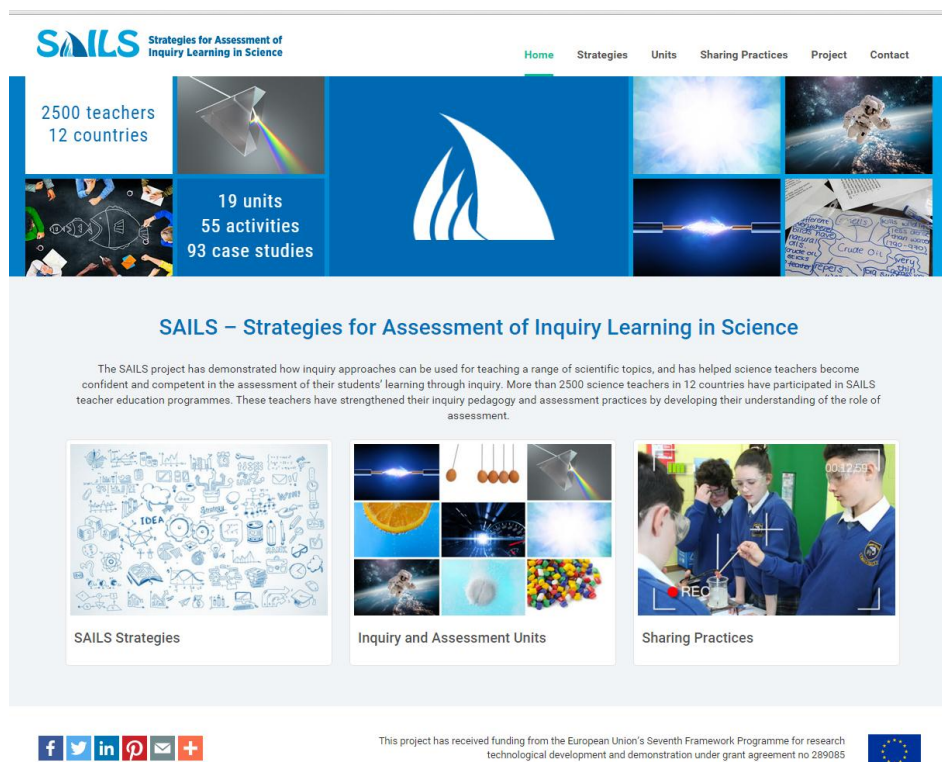 SAILS
Strategies for Assessment of
Inquiry Learning in Science
Home Strategies Units Sharing Practices Project Contact
2500 teachers
12 countries
19 units
55 activities
93 case studies
Crude Oil
SAILS – Strategies for Assessment of Inquiry Learning in Science
The SAILS project has demonstrated how inquiry approaches can be used for teaching a range of scientific topics, and has helped science teachers become
confident and competent in the assessment of their students' learning through inquiry. More than 2500 science teachers in 12 countries have participated in SAILS
teacher education programmes. These teachers have strengthened their inquiry pedagogy and assessment practices by developing their understanding of the role of
assessment.
IDEA
00:12:59
REC
SAILS Strategies
Inquiry and Assessment Units
Sharing Practices
This project has received funding from the European Union's Seventh Framework Programme for research
technological development and demonstration under grant agreement no 289085